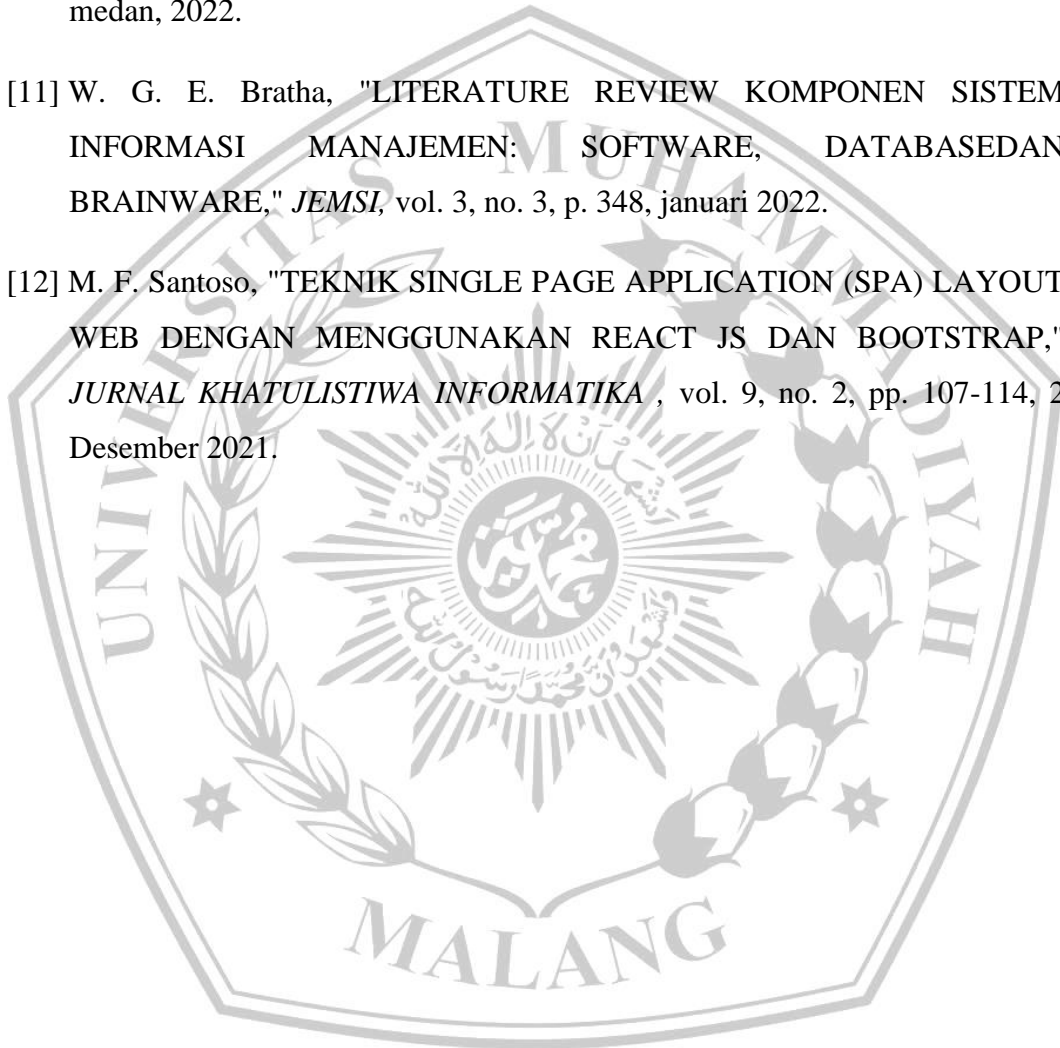 medan, 2022.
[11] W. G. E. Bratha, "LITERATURE REVIEW KOMPONEN SISTEM
INFORMASI MANAJEMEN: SOFTWARE, DATABASEDAN
BRAINWARE," JEMSI, vol. 3, no. 3, p. 348, januari 2022.
[12] M. F. Santoso, "TEKNIK SINGLE PAGE APPLICATION (SPA) LAYOUT
WEB DENGAN MENGGUNAKAN REACT JS DAN BOOTSTRAP,"
JURNAL KHATULISTIWA INFORMATIKA , vol. 9, no. 2, pp. 107-114, 2
Desember 2021.
UNIVERSITAS MUHAMMADIYAH
MALANG